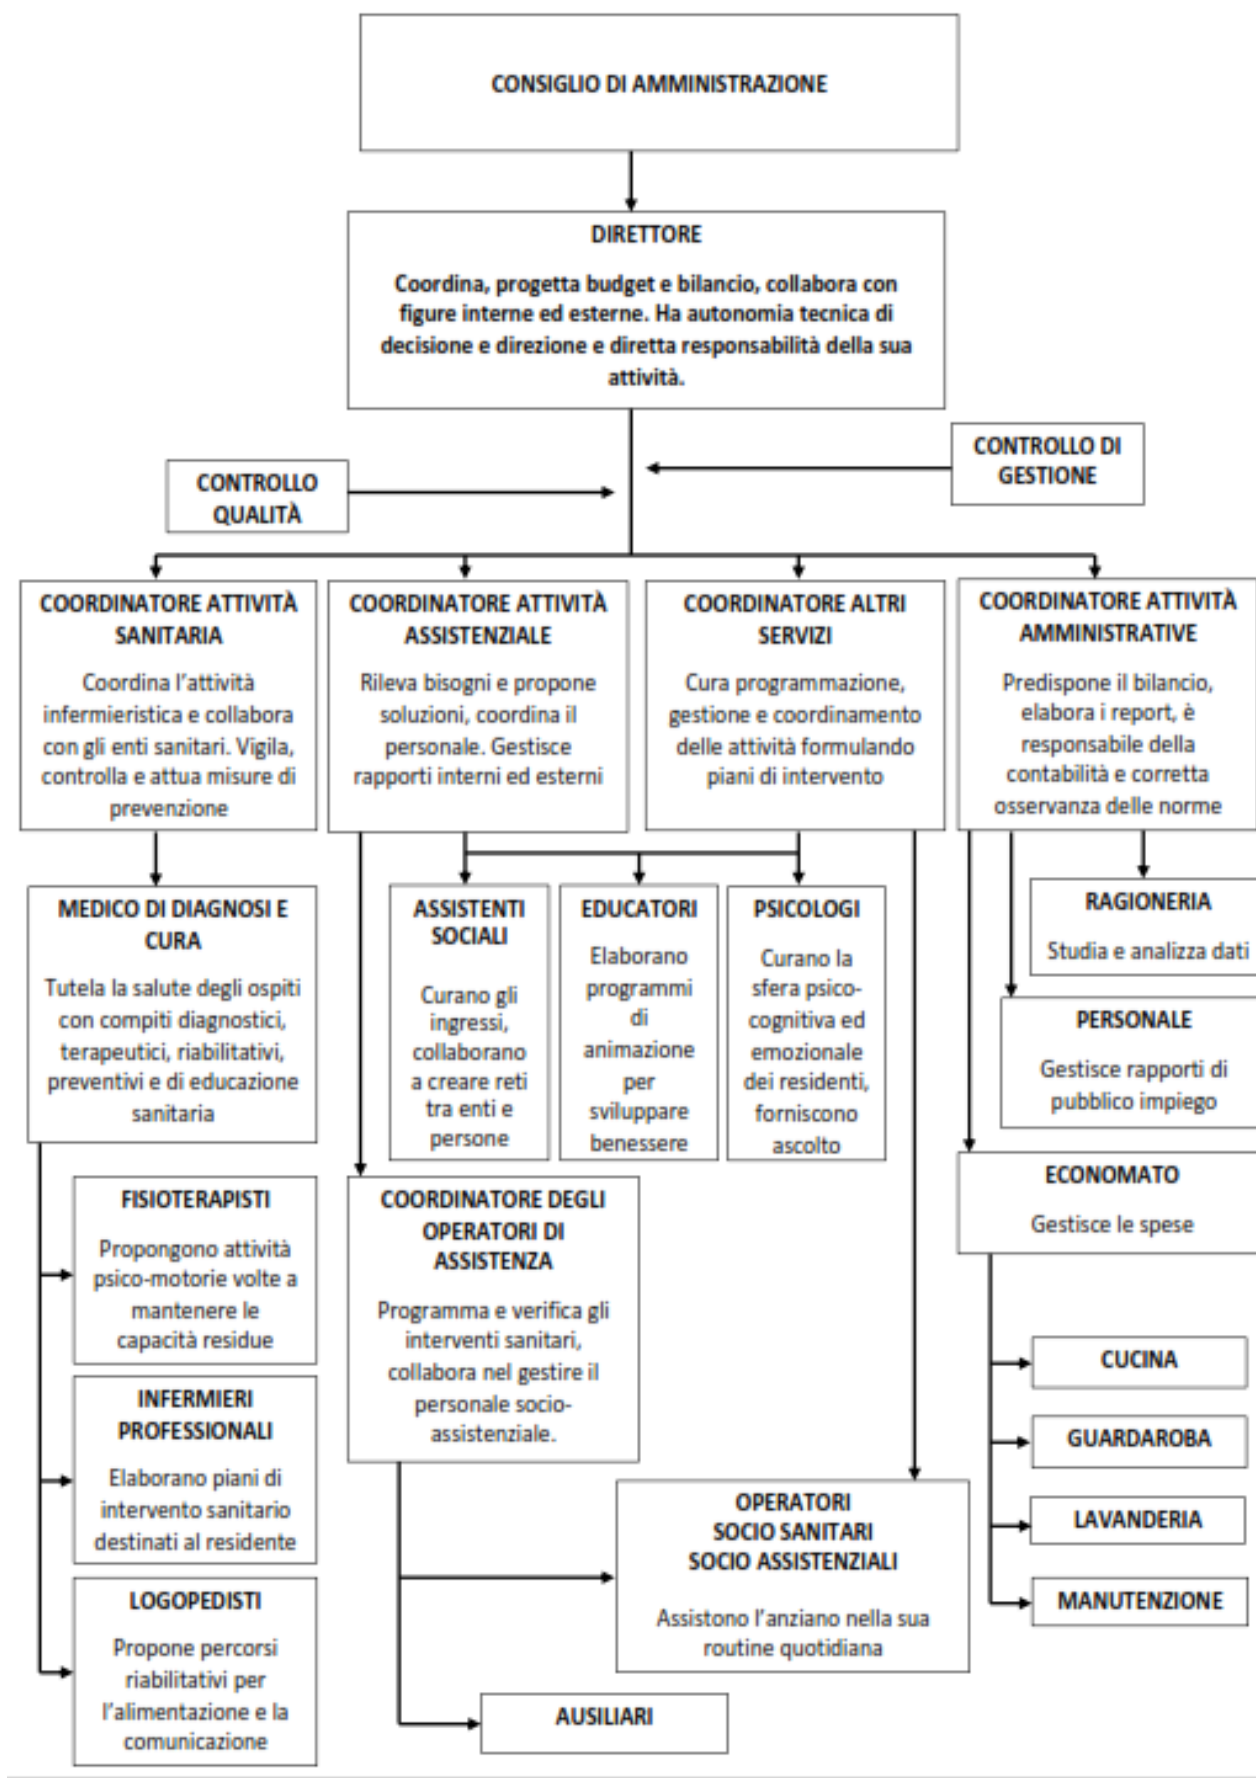 CONSIGLIO DI AMMINISTRAZIONE
DIRETTORE
Coordina, progetta budget e bilancio, collabora con
figure interne ed esterne. Ha autonomia tecnica di
decisione e direzione e diretta responsabilità della sua
attività.
CONTROLLO
QUALITÀ
CONTROLLO DI
GESTIONE
COORDINATORE ATTIVITÀ
SANITARIA
Coordina l'attività
infermieristica e collabora
con gli enti sanitari. Vigila,
controlla e attua misure di
prevenzione
COORDINATORE ATTIVITÀ
ASSISTENZIALE
Rileva bisogni e propone
soluzioni, coordina il
personale. Gestisce
rapporti interni ed esterni
COORDINATORE ALTRI
SERVIZI
Cura programmazione,
gestione e coordinamento
delle attività formulando
piani di intervento
COORDINATORE ATTIVITÀ
AMMINISTRATIVE
Predispone il bilancio,
elabora i report, è
responsabile della
contabilità e corretta
osservanza delle norme
MEDICO DI DIAGNOSI E
CURA
Tutela la salute degli ospiti
con compiti diagnostici,
terapeutici, riabilitativi,
preventivi e di educazione
sanitaria
ASSISTENTI
SOCIALI
Curano gli
ingressi,
collaborano
a creare reti
tra enti e
persone
EDUCATORI
Elaborano
programmi
di
animazione
per
sviluppare
benessere
PSICOLOGI
Curano la
sfera psico-
cognitiva ed
emozionale
dei residenti,
forniscono
ascolto
RAGIONERIA
Studia e analizza dati
PERSONALE
Gestisce rapporti di
pubblico impiego
ECONOMATO
Gestisce le spese
FISIOTERAPISTI
Propongono attività
psico-motorie volte a
mantenere le
capacità residue
COORDINATORE DEGLI
OPERATORI DI
ASSISTENZA
Programma e verifica gli
interventi sanitari,
collabora nel gestire il
personale socio-
assistenziale.
CUCINA
GUARDAROBA
LAVANDERIA
MANUTENZIONE
INFERMIERI
PROFESSIONALI
Elaborano piani di
intervento sanitario
destinati al residente
OPERATORI
SOCIO SANITARI
SOCIO ASSISTENZIALI
Assistono l'anziano nella sua
routine quotidiana
LOGOPEDISTI
Propone percorsi
riabilitativi per
l'alimentazione e la
comunicazione
AUSILIARI